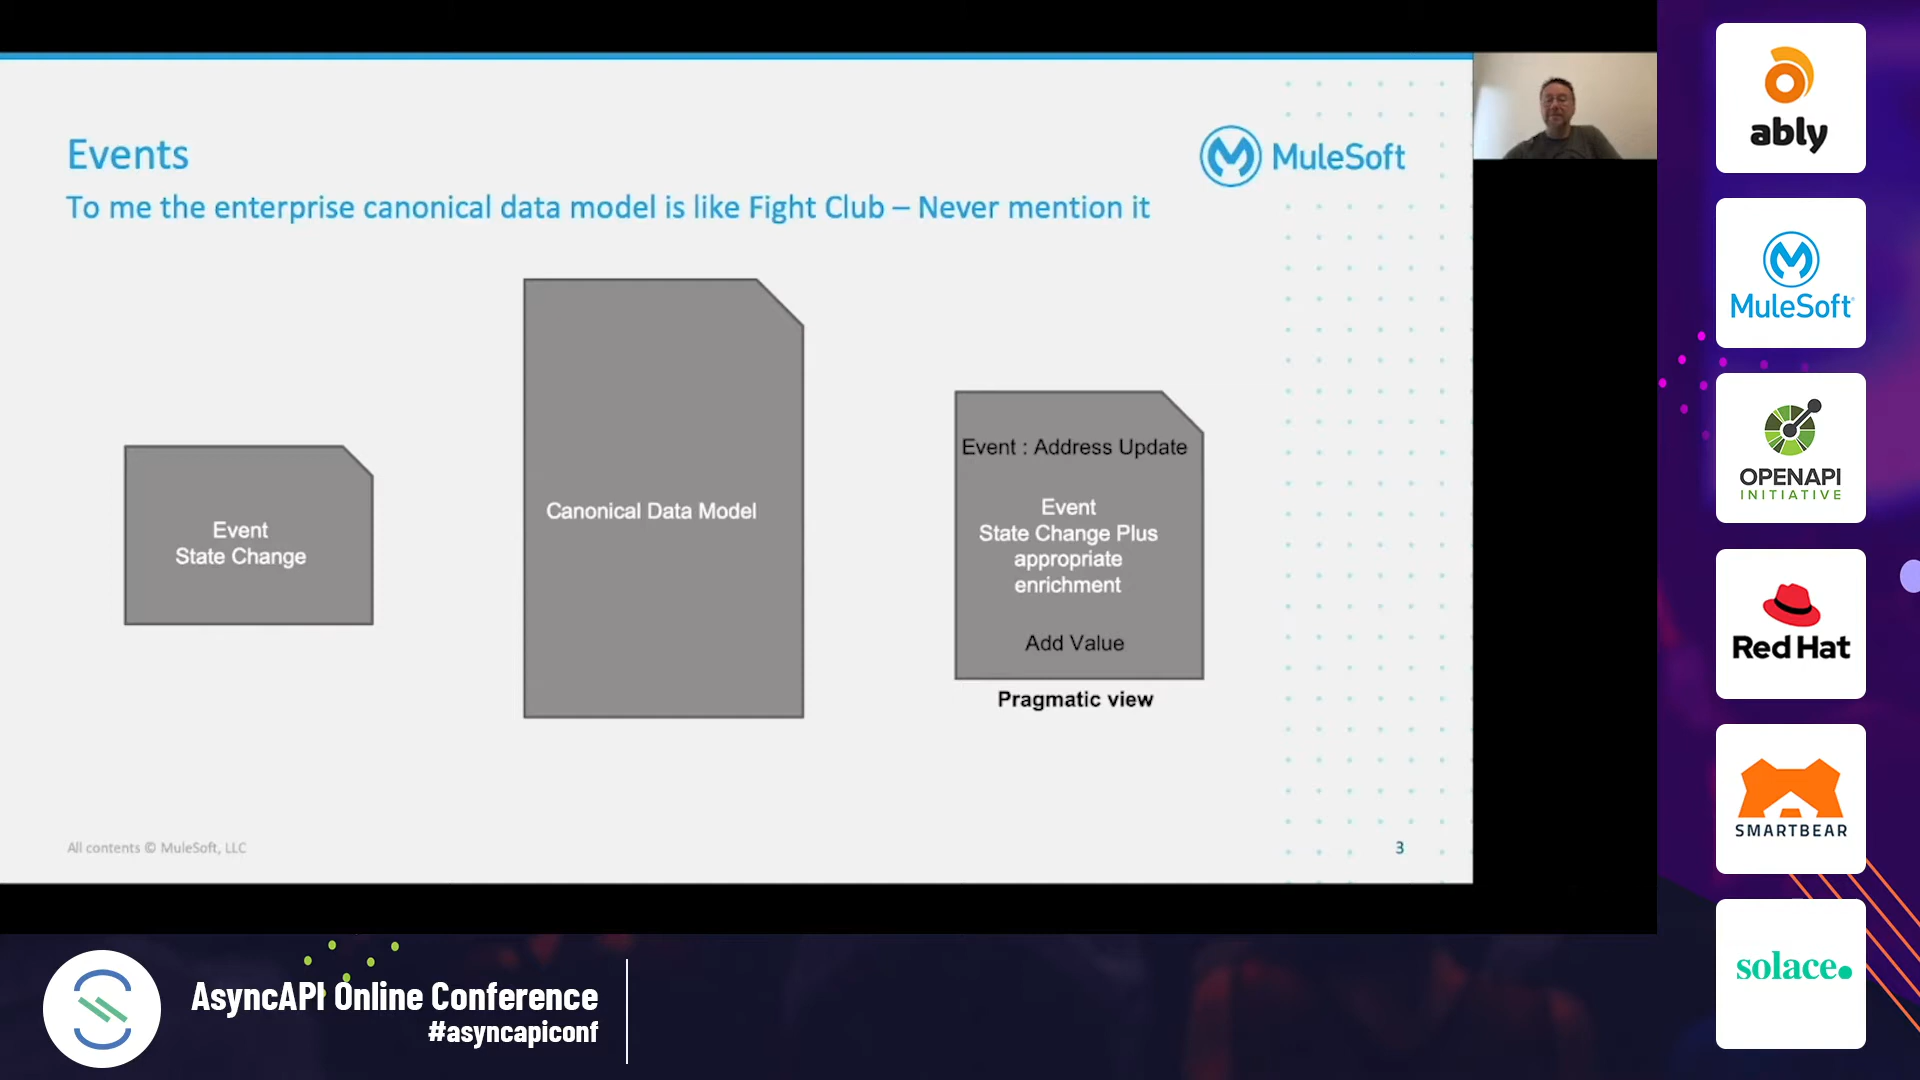 Events
To me the enterprise canonical data model is like Fight Club – Never mention it
MuleSoft
Event
State Change
Canonical Data Model
Event : Address Update
Event
State Change Plus
appropriate
enrichment
Add Value
Pragmatic view
All contents © MuleSoft, LLC
3
ably
MuleSoft
OPENAPI
INITIATIVE
Red Hat
SMARTBEAR
solace.
AsyncAPI Online Conference
#asyncapiconf